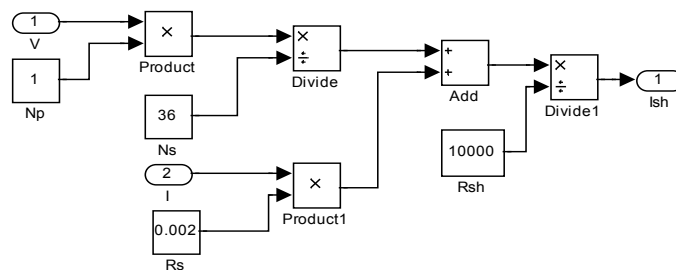 1
V
×
Product
1
Np
×
÷
Divide
36
Ns
+
+
Add
×
÷
Divide1
1
Ish
10000
Rsh
2
I
×
Product1
0.002
Rs